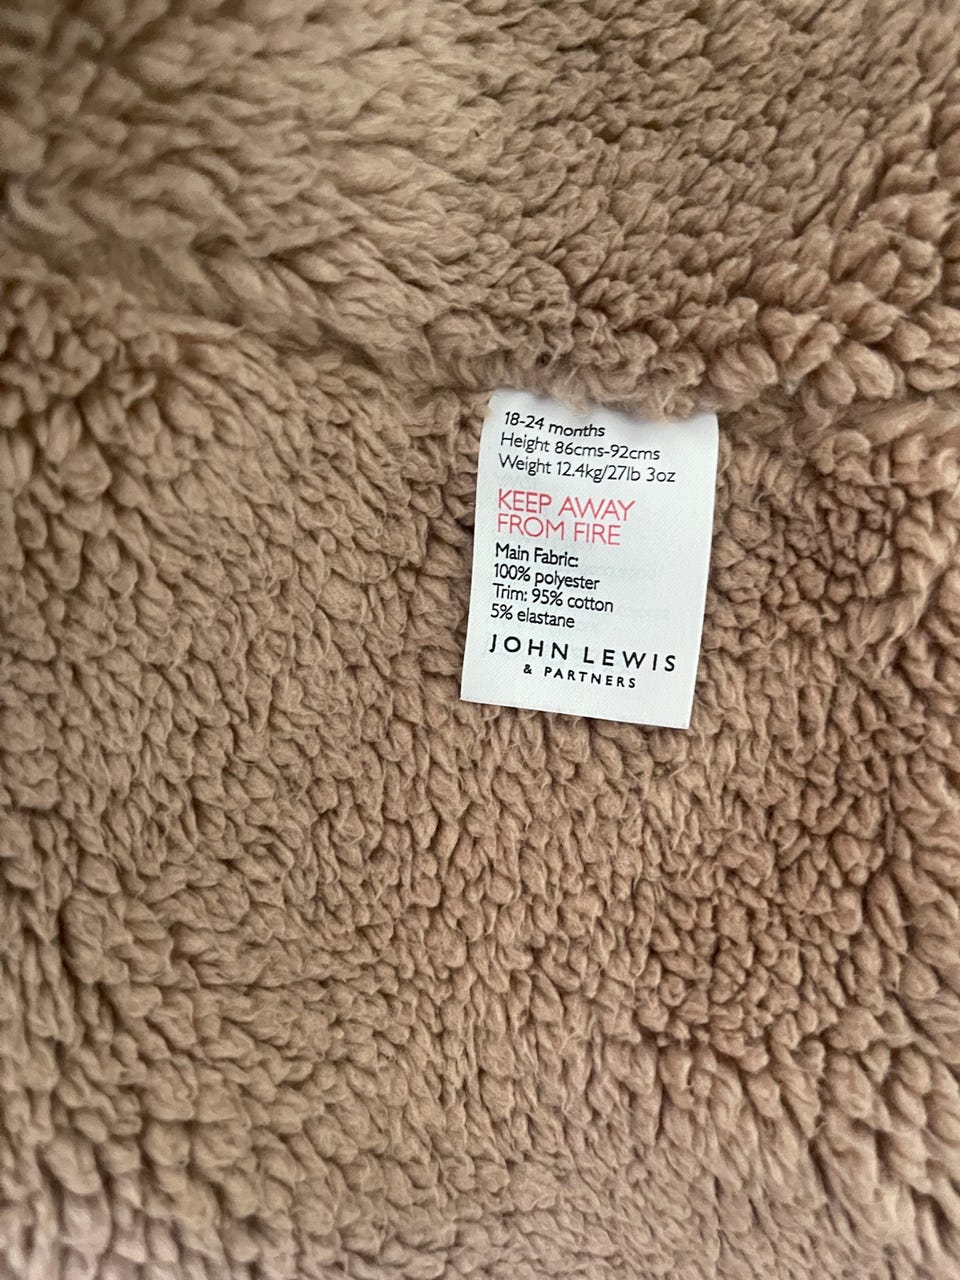 18-24 months
Height 86cms-92cms
Weight 12.4kg/27lb 3oz
KEEP AWAY
FROM FIRE
Main Fabric:
100% polyester
Trim: 95% cotton
5% elastane
JOHN LEWIS
& PARTNERS